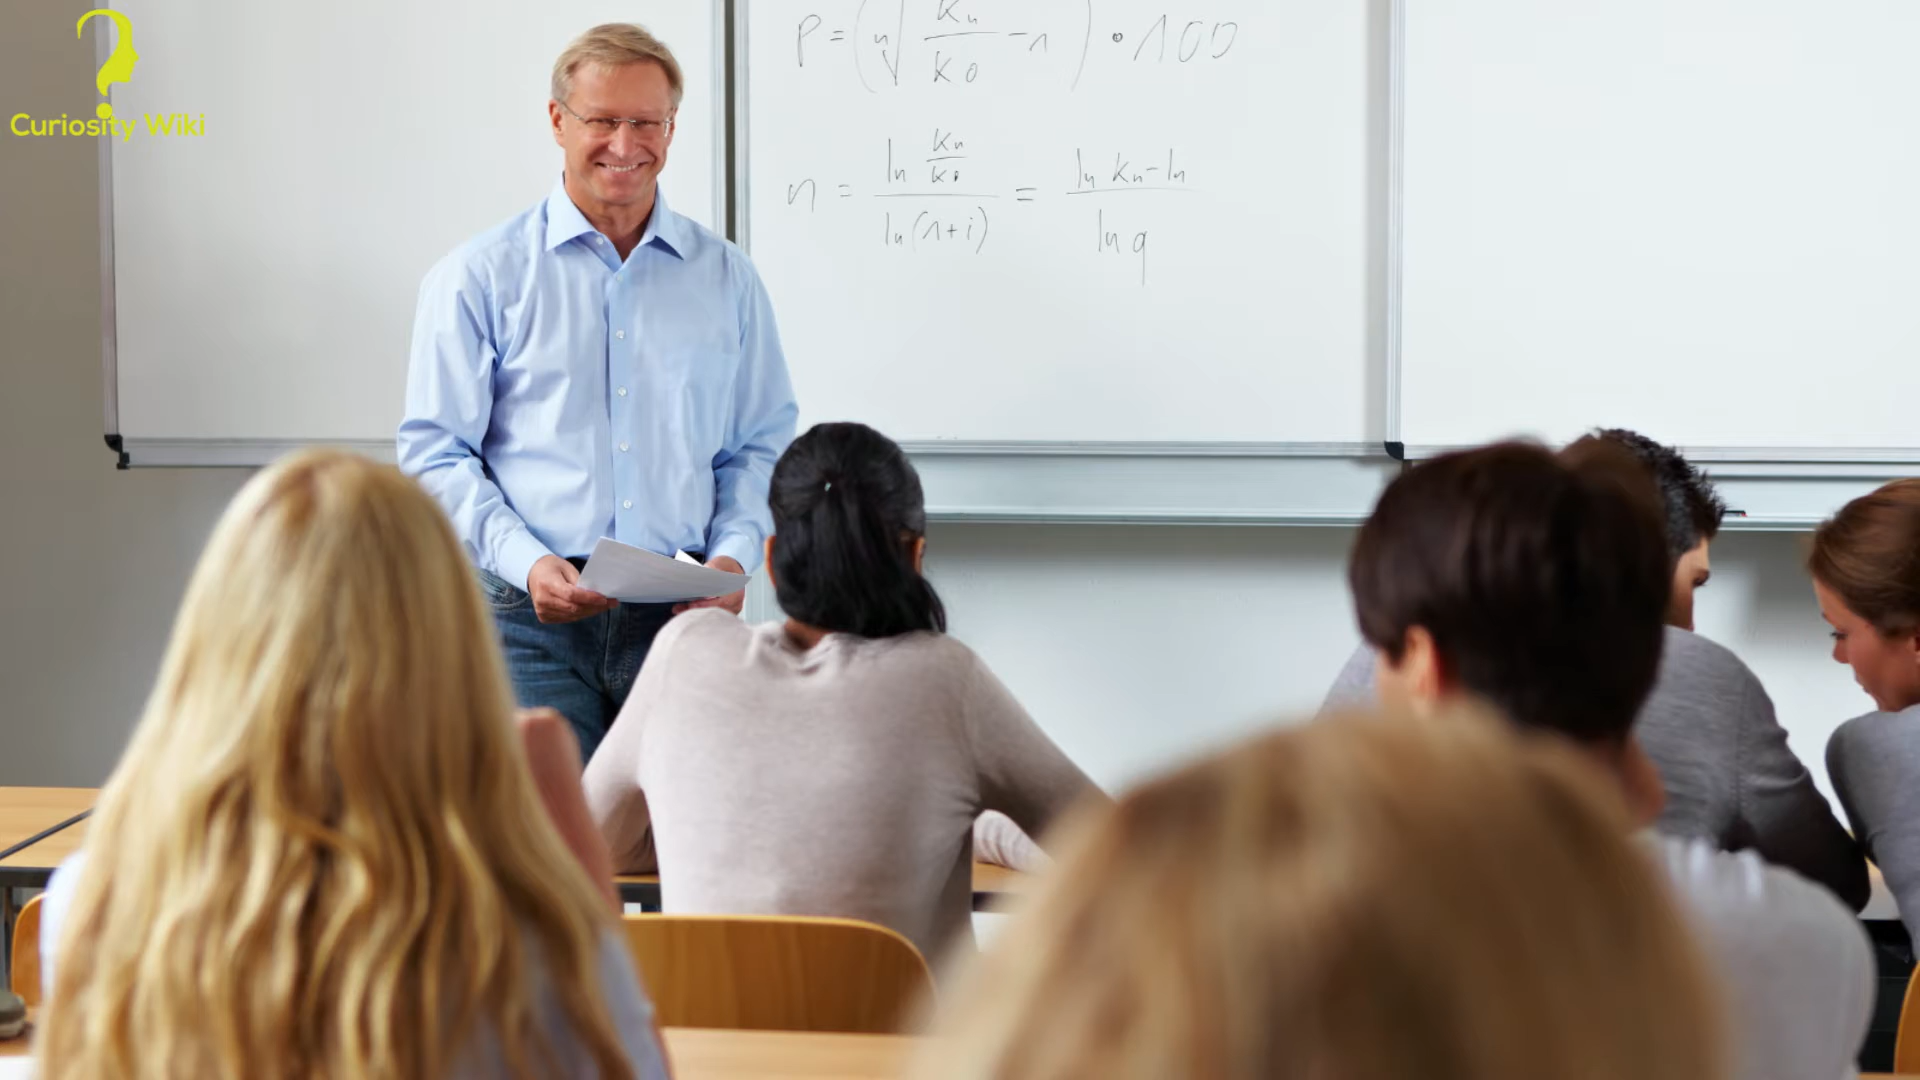 Curiosity Wiki
P = (ⁿ√(Kn/K0) - 1) · 100
n = ln(Kn/K0) / ln(1+i) = (ln Kn - ln) / ln q